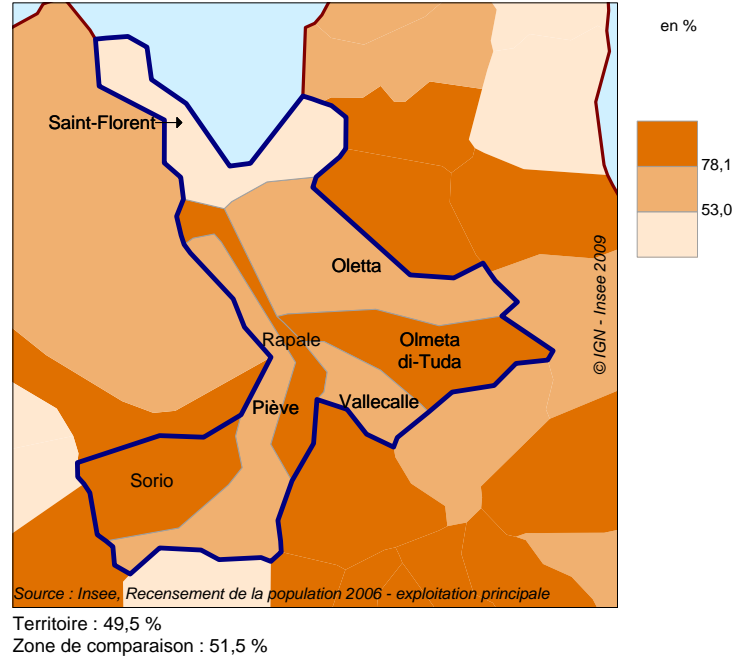 en %
78,1
53,0
Saint-Florent
Oletta
© IGN - Insee 2009
Rapale
Olmeta
di-Tuda
Piève
Vallecalle
Sorio
Source : Insee, Recensement de la population 2006 - exploitation principale
Territoire : 49,5 %
Zone de comparaison : 51,5 %